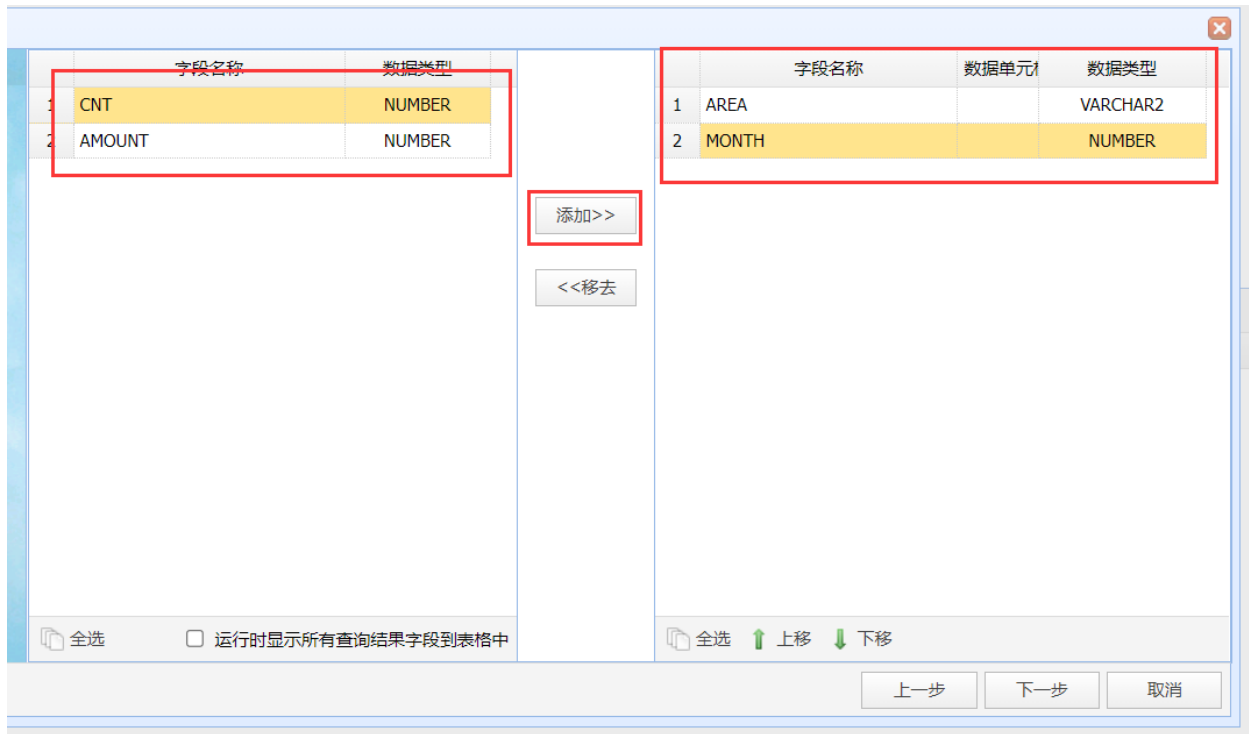 字段名称 数据类型
1 CNT NUMBER
2 AMOUNT NUMBER
添加>>
<<移去
字段名称 数据单元格 数据类型
1 AREA VARCHAR2
2 MONTH NUMBER
全选 运行时显示所有查询结果字段到表格中
全选 上移 下移
上一步 下一步 取消